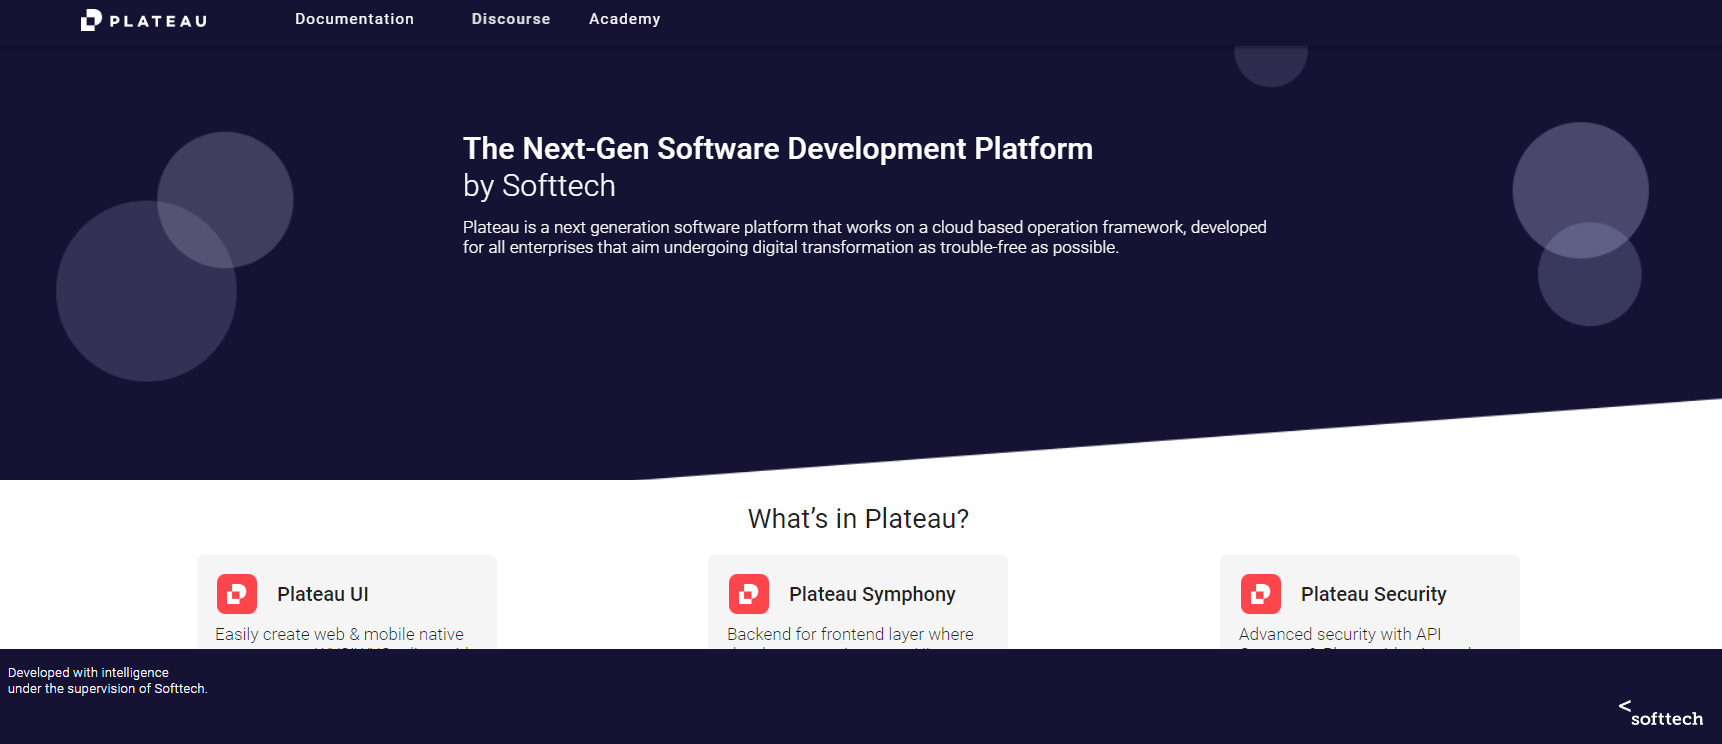 PLATEAU
Documentation
Discourse
Academy
The Next-Gen Software Development Platform
by Softtech
Plateau is a next generation software platform that works on a cloud based operation framework, developed
for all enterprises that aim undergoing digital transformation as trouble-free as possible.
What’s in Plateau?
Plateau UI
Easily create web & mobile native
Plateau Symphony
Backend for frontend layer where
Plateau Security
Advanced security with API
Developed with intelligence
under the supervision of Softtech.
softtech